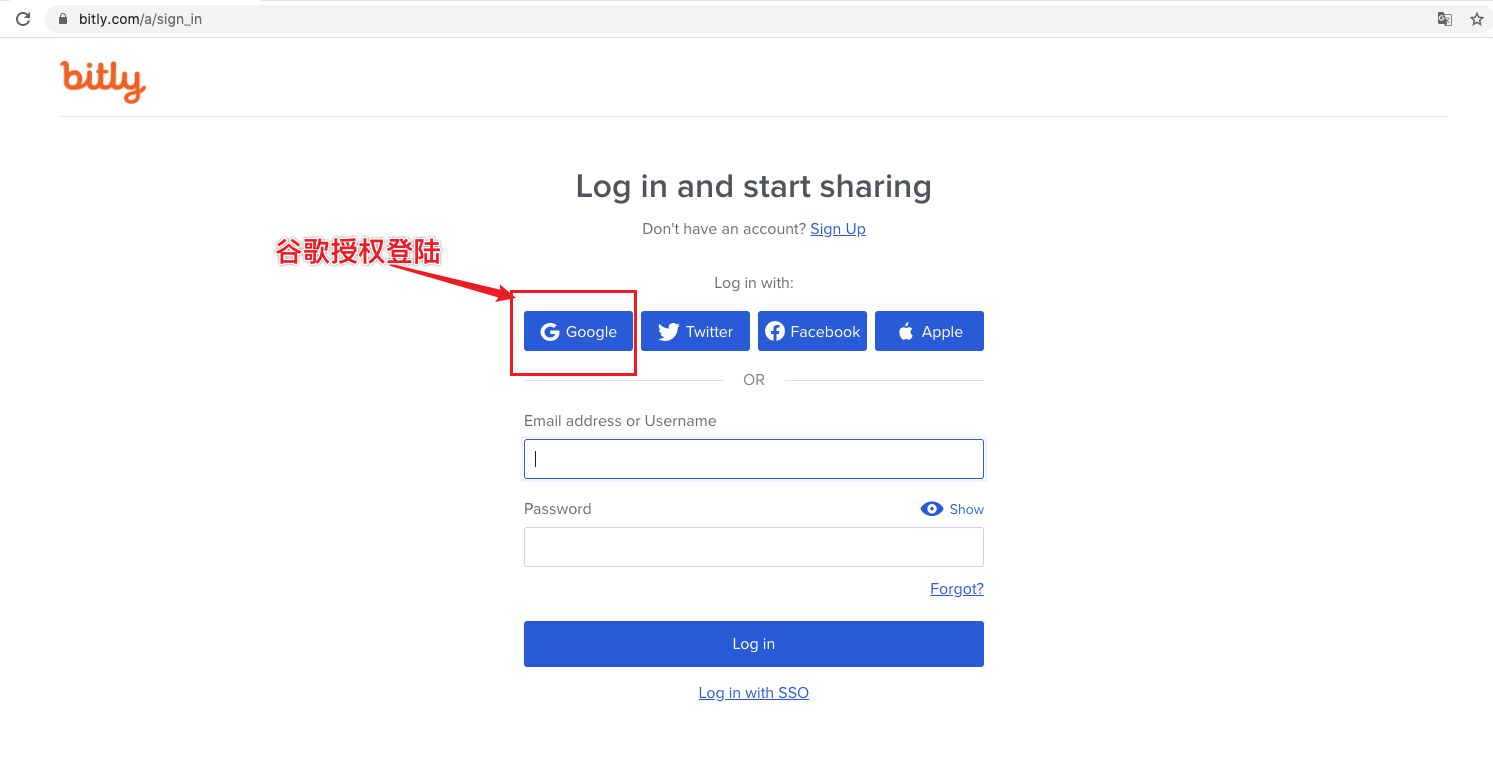 bitly.com/a/sign_in
bitly
Log in and start sharing
Don't have an account? Sign Up
谷歌授权登陆
Log in with:
Google Twitter Facebook Apple
OR
Email address or Username
Password Show
Forgot?
Log in
Log in with SSO